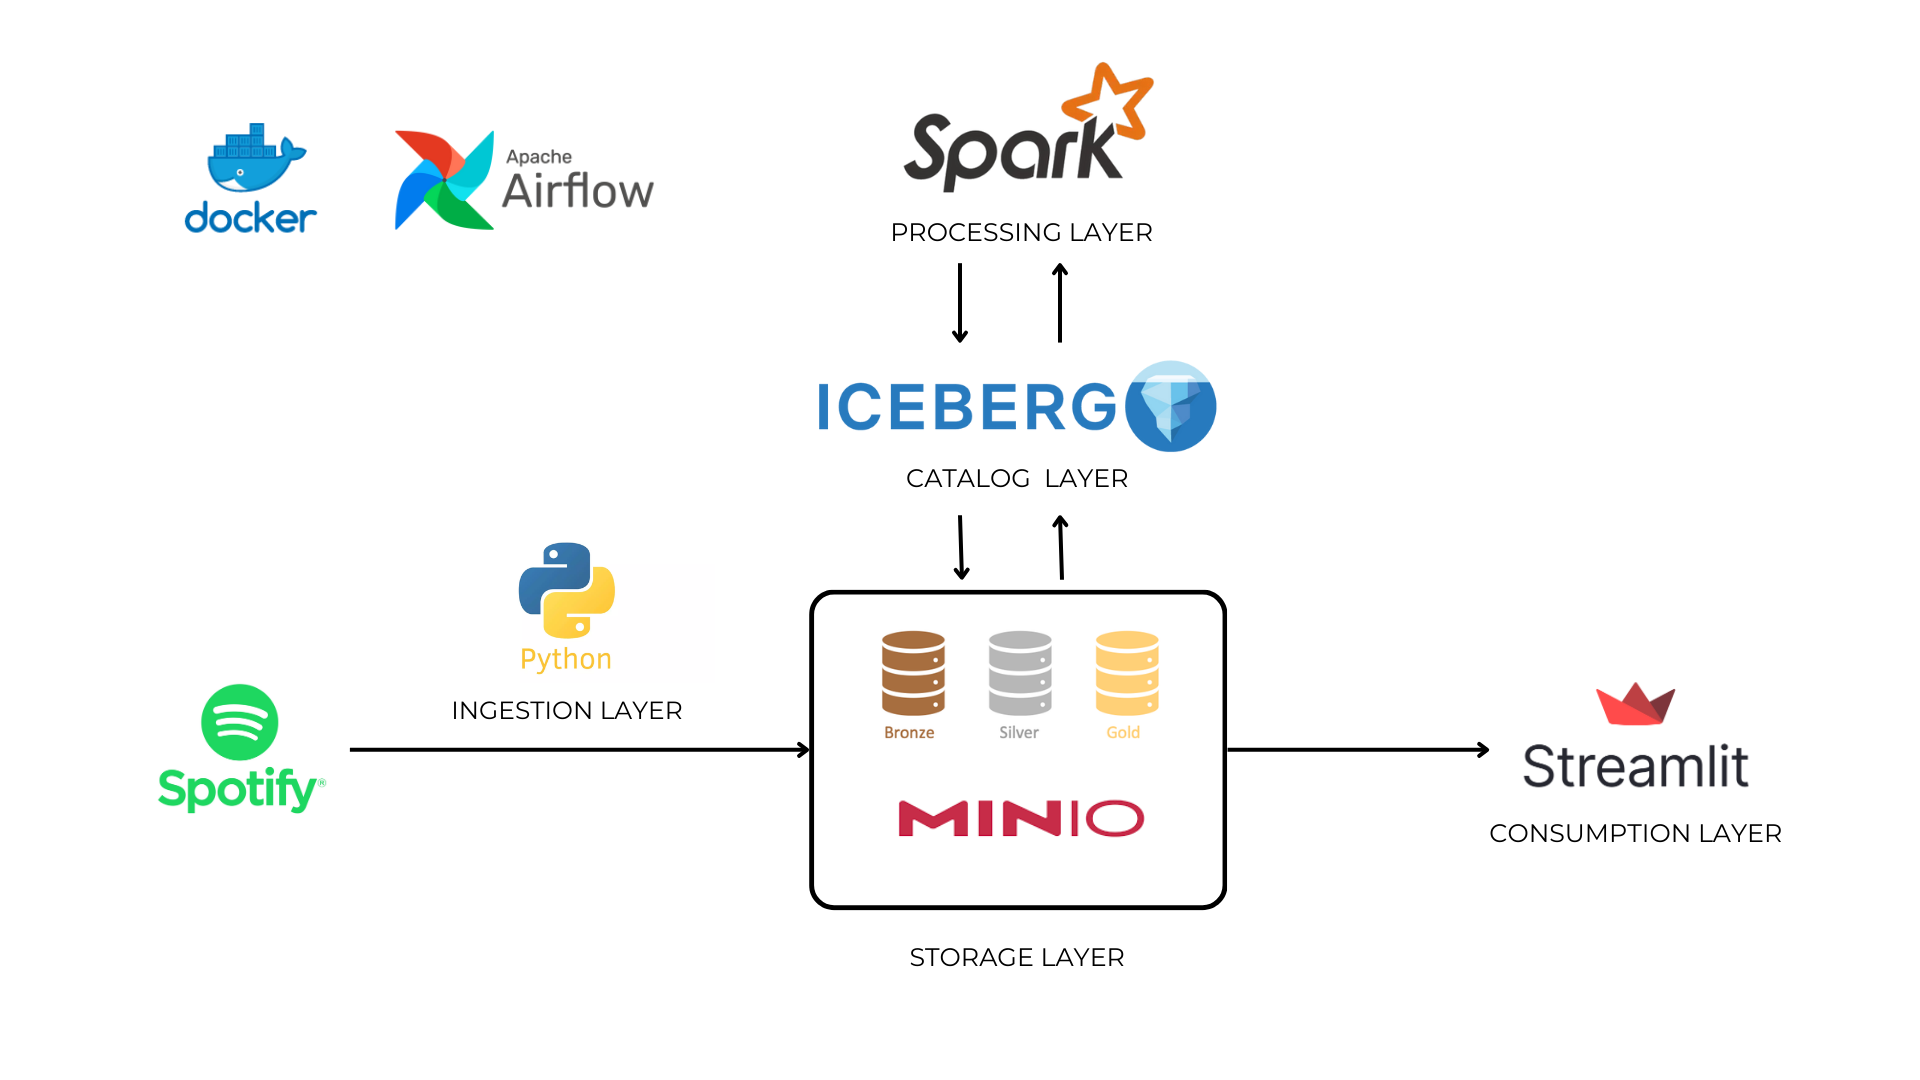 docker
Apache
Airflow
Spark
PROCESSING LAYER
ICEBERG
CATALOG LAYER
Python
INGESTION LAYER
Spotify®
Bronze
Silver
Gold
MINIO
STORAGE LAYER
Streamlit
CONSUMPTION LAYER